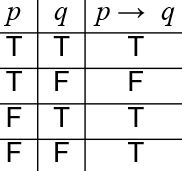 p q p → q
T T T
T F F
F T T
F F T